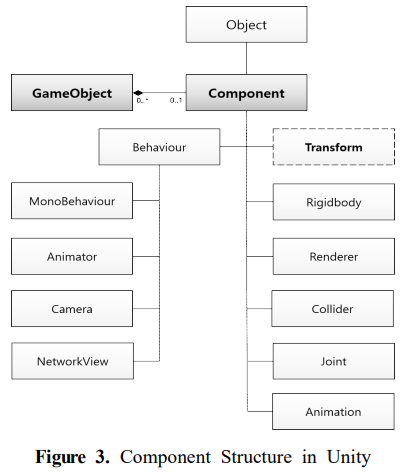 Object
GameObject
0..*
0..1
Component
Behaviour
Transform
MonoBehaviour
Rigidbody
Animator
Renderer
Camera
Collider
NetworkView
Joint
Animation
Figure 3. Component Structure in Unity